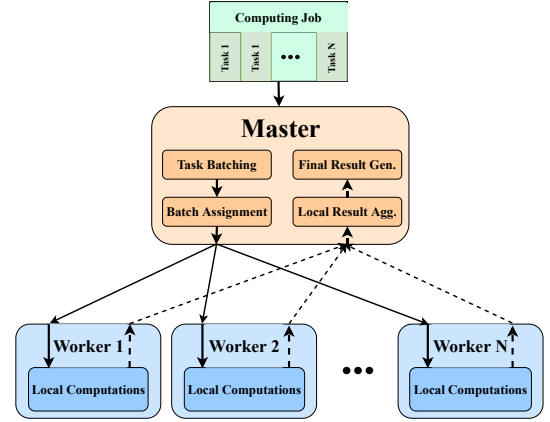 Computing Job
Task 1
Task 1
...
Task N
Master
Task Batching
Final Result Gen.
Batch Assignment
Local Result Agg.
Worker 1
Worker 2
Worker N
...
Local Computations
Local Computations
Local Computations